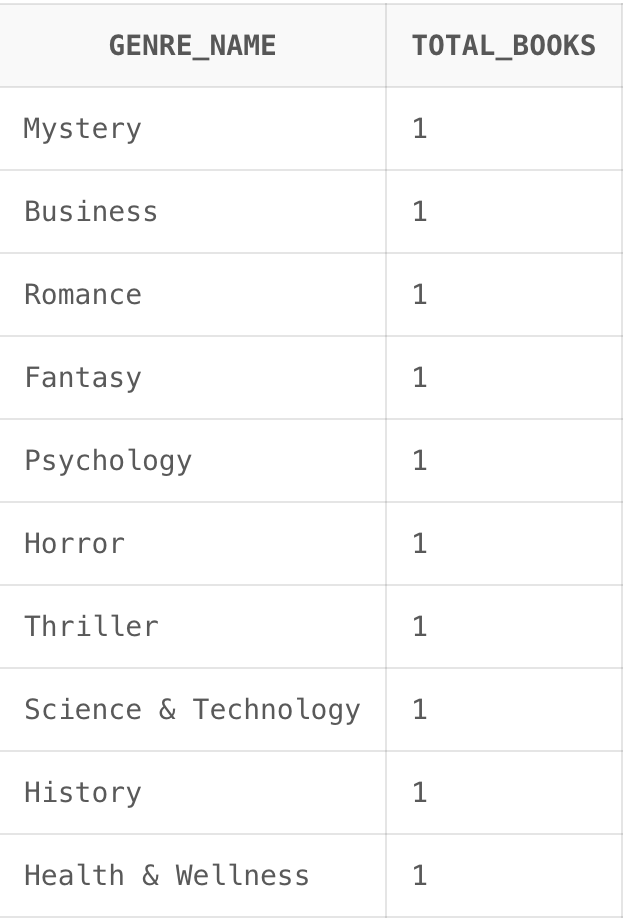 GENRE_NAME TOTAL_BOOKS
Mystery 1
Business 1
Romance 1
Fantasy 1
Psychology 1
Horror 1
Thriller 1
Science & Technology 1
History 1
Health & Wellness 1